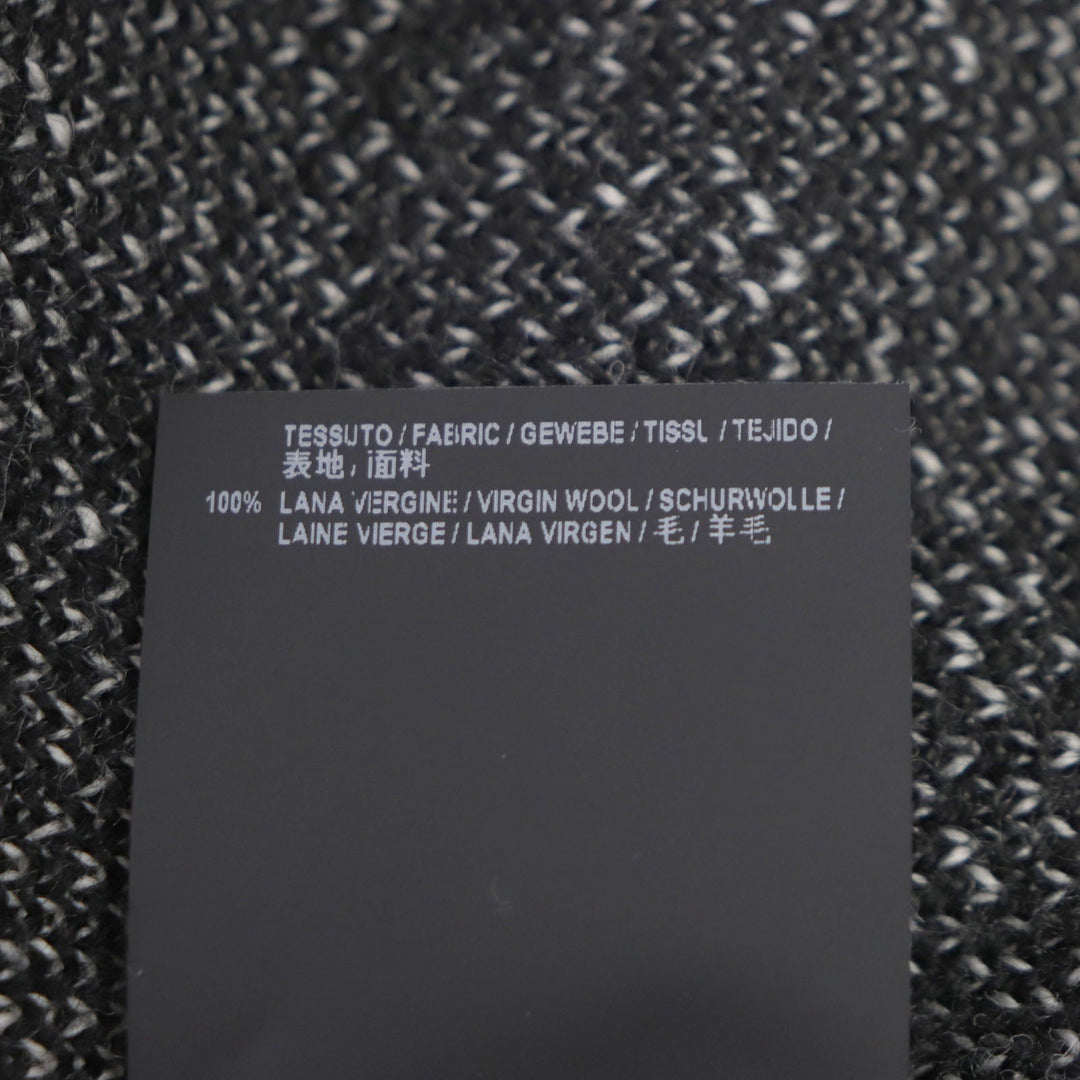 TESSUTO / FABRIC / GEWEBE / TISSU / TEJIDO /
表地, 面料
100% LANA VERGINE / VIRGIN WOOL / SCHURWOLLE /
LAINE VIERGE / LANA VIRGEN / 毛 / 羊毛